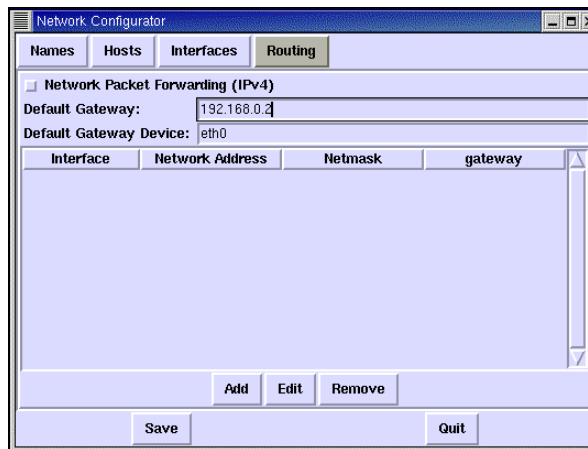 Network Configurator
Names Hosts Interfaces Routing
Network Packet Forwarding (IPv4)
Default Gateway: 192.168.0.2
Default Gateway Device: eth0
Interface Network Address Netmask gateway
Add Edit Remove
Save Quit